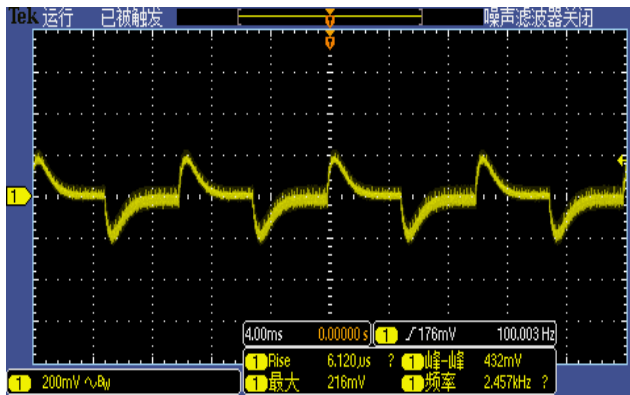 Tek 运行 已被触发 噪声滤波器关闭
1
4.00ms 0.00000 s 1 176mV 100.003 Hz
1 Rise 6.120µs ? 1 峰-峰 432mV
1 200mV BW 1 最大 216mV 1 频率 2.457kHz ?